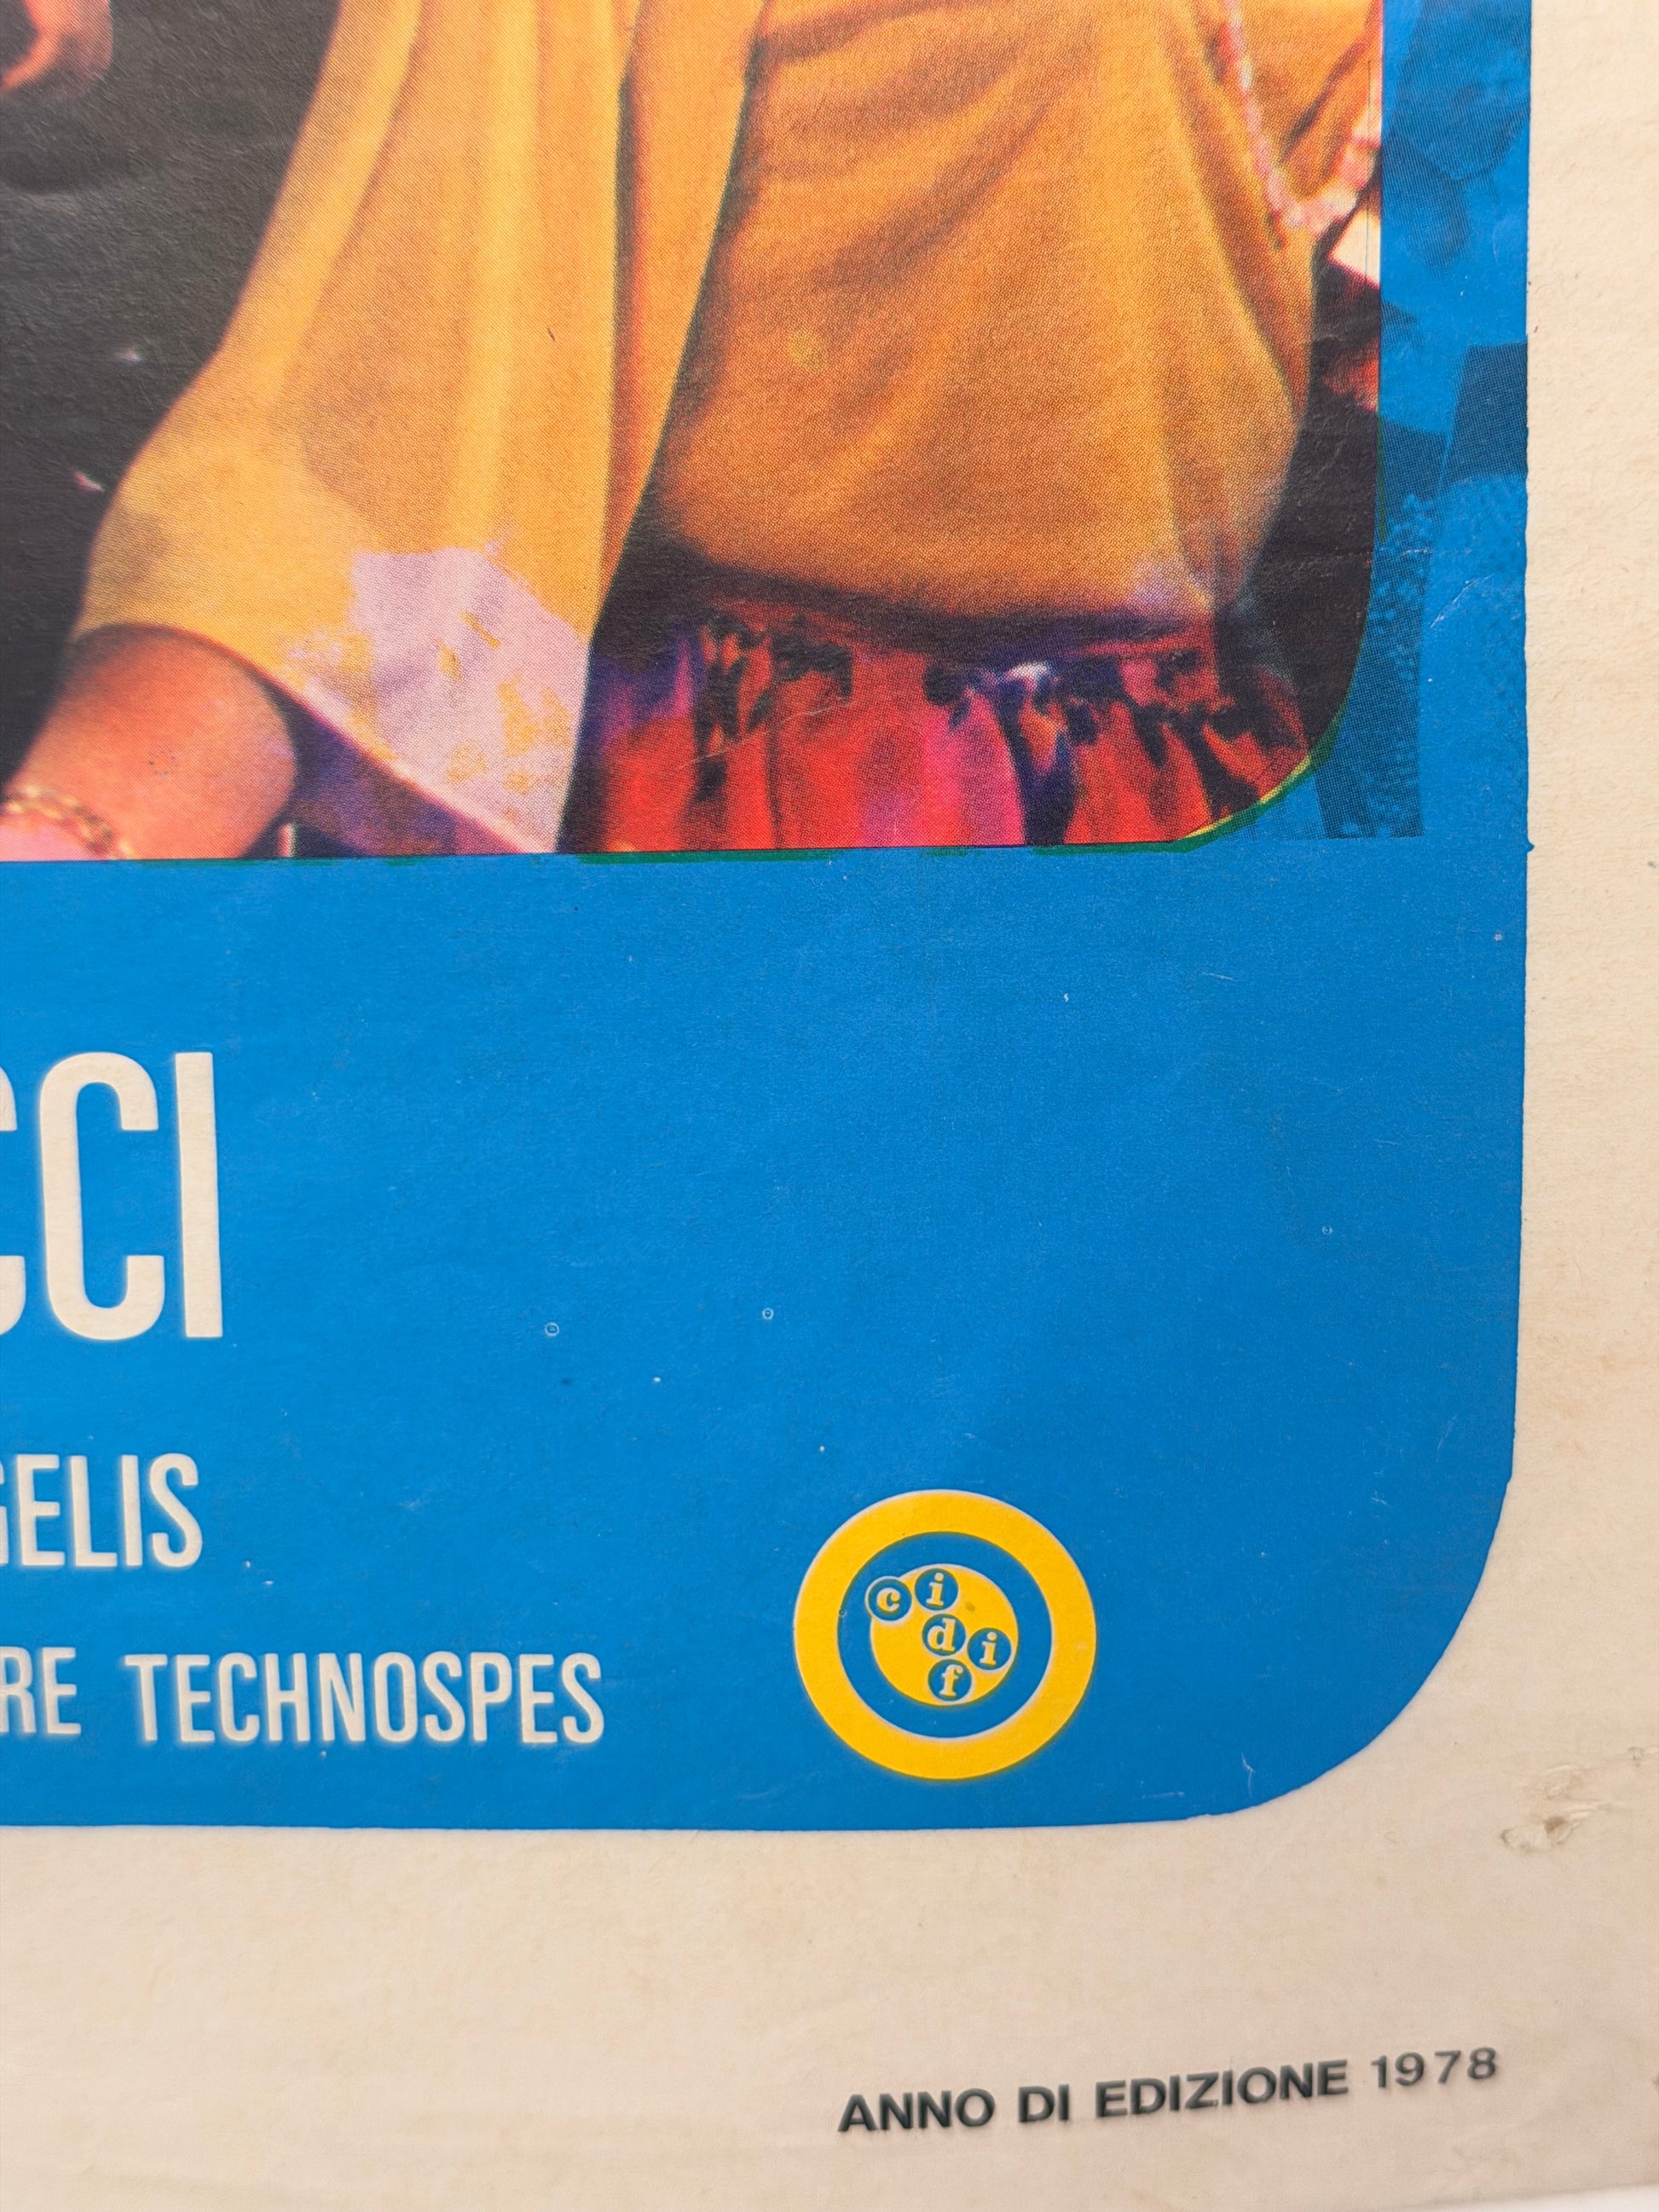 CCI
GELIS
RE TECHNOSPES
cidif
ANNO DI EDIZIONE 1978